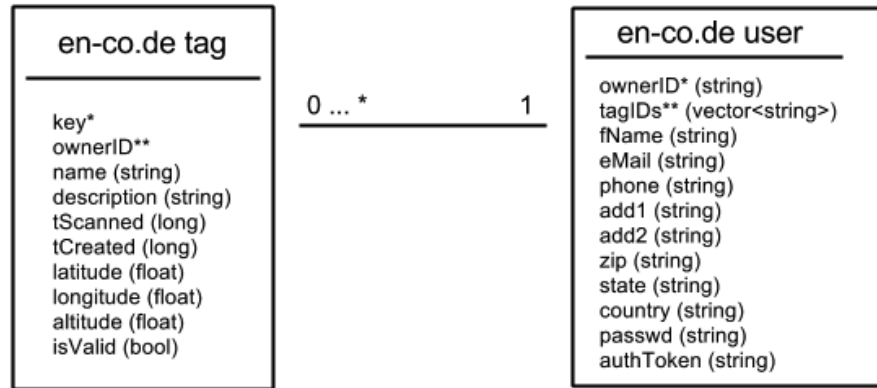 en-co.de tag
key*
ownerID**
name (string)
description (string)
tScanned (long)
tCreated (long)
latitude (float)
longitude (float)
altitude (float)
isValid (bool)
0 ... *
1
en-co.de user
ownerID* (string)
tagIDs** (vector<string>)
fName (string)
eMail (string)
phone (string)
add1 (string)
add2 (string)
zip (string)
state (string)
country (string)
passwd (string)
authToken (string)